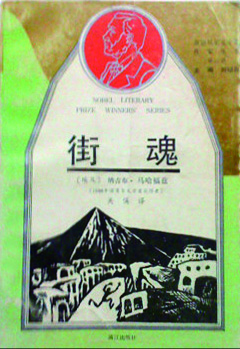 NOBEL LITERARY
PRIZE WINNERS' SERIES
街魂
〔埃及〕 纳吉布·马哈福兹
(1988年诺贝尔文学奖获得者)
关偁 译
漓江出版社